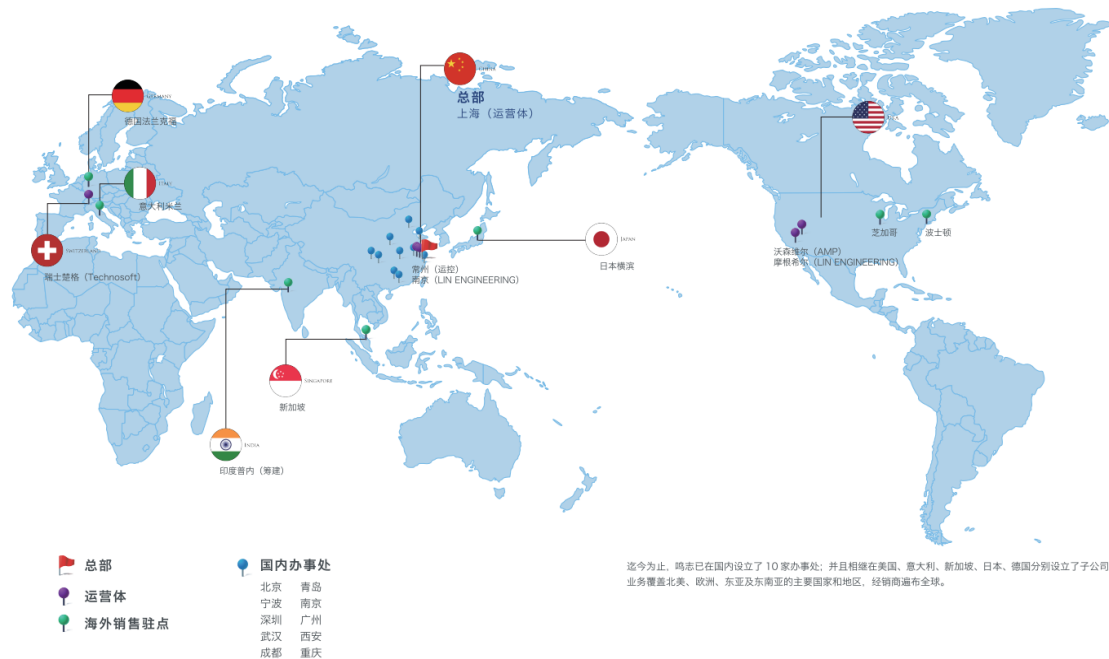 CHINA
总部
上海（运营体）
GERMANY
德国法兰克福
ITALY
意大利米兰
SWITZERLAND
瑞士楚格（Technosoft）
常州（运控）
南京（LIN ENGINEERING）
JAPAN
日本横滨
SINGAPORE
新加坡
INDIA
印度普内（筹建）
芝加哥
波士顿
沃森维尔（AMP）
摩根希尔（LIN ENGINEERING）
总部
运营体
海外销售驻点
国内办事处
北京 青岛
宁波 南京
深圳 广州
武汉 西安
成都 重庆
迄今为止，鸣志已在国内设立了 10 家办事处；并且相继在美国、意大利、新加坡、日本、德国分别设立了子公司
业务覆盖北美、欧洲、东亚及东南亚的主要国家和地区，经销商遍布全球。